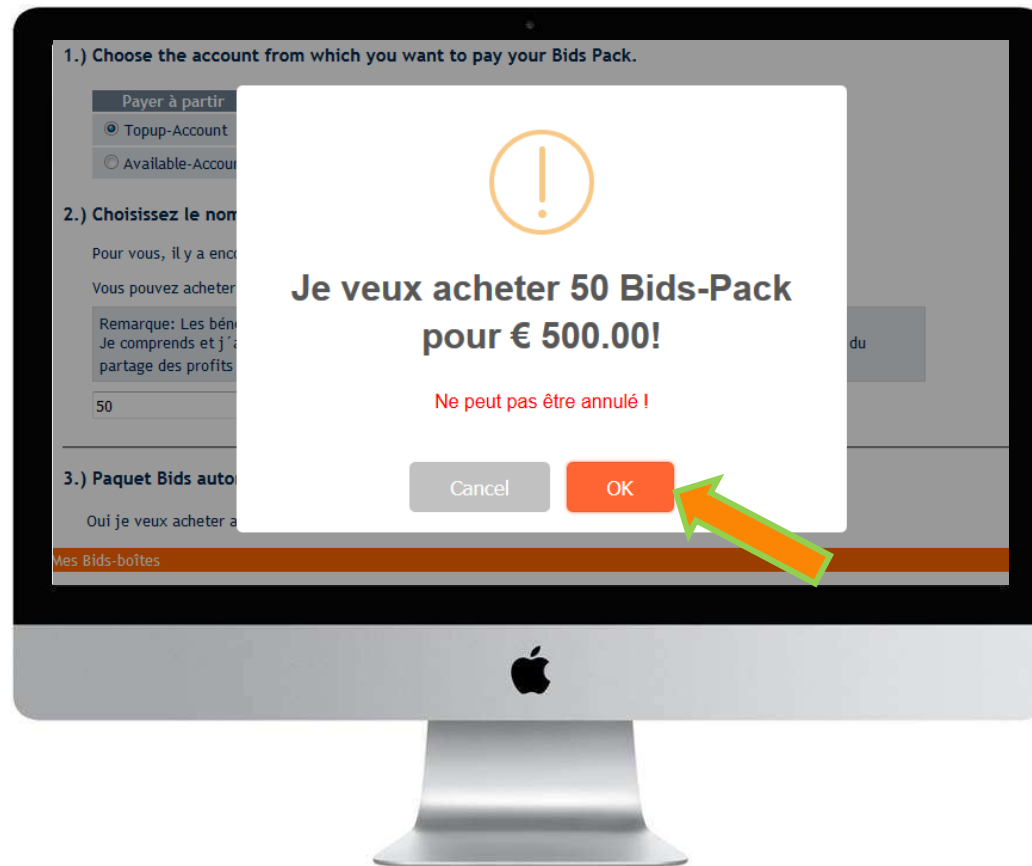 1.) Choose the account from which you want to pay your Bids Pack.
Payer à partir
Topup-Account
Available-Accour
2.) Choisissez le nom
Pour vous, il y a enco
Vous pouvez acheter
Remarque: Les béné
Je comprends et j´a
du
partage des profits
50
Je veux acheter 50 Bids-Pack
pour € 500.00!
Ne peut pas être annulé !
Cancel
OK
3.) Paquet Bids autor
Oui je veux acheter a
Mes Bids-boîtes